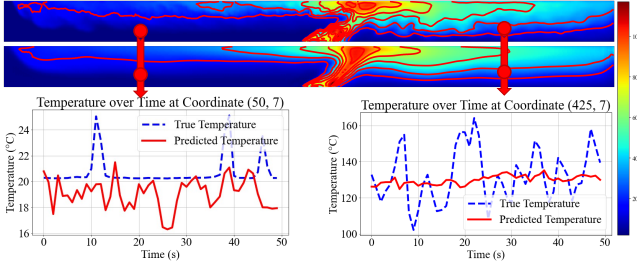 Temperature over Time at Coordinate (50, 7)
Temperature over Time at Coordinate (425, 7)
24
22
20
18
16
Temperature (°C)
True Temperature
Predicted Temperature
0
10
20
30
40
50
Time (s)
160
140
120
100
Temperature (°C)
True Temperature
Predicted Temperature
0
10
20
30
40
50
Time (s)